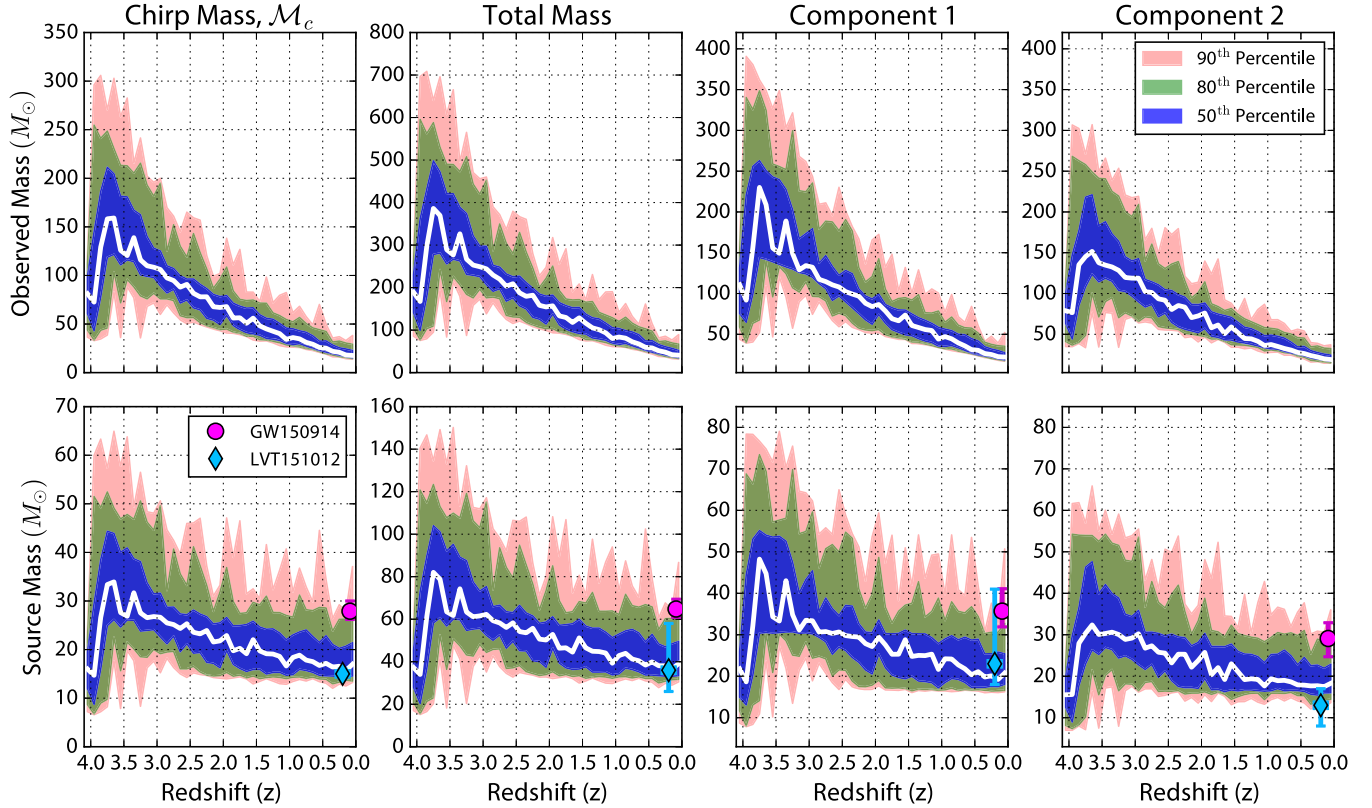 Chirp Mass, ℳc Total Mass Component 1 Component 2
Observed Mass (M⊙)
350 300 250 200 150 100 50 0
800 700 600 500 400 300 200 100 0
400 350 300 250 200 150 100 50
400 350 300 250 200 150 100 50
90th Percentile
80th Percentile
50th Percentile
Source Mass (M⊙)
70 60 50 40 30 20 10 0
160 140 120 100 80 60 40 20 0
80 70 60 50 40 30 20 10
80 70 60 50 40 30 20 10
GW150914
LVT151012
4.0 3.5 3.0 2.5 2.0 1.5 1.0 0.5 0.0 4.0 3.5 3.0 2.5 2.0 1.5 1.0 0.5 0.0 4.0 3.5 3.0 2.5 2.0 1.5 1.0 0.5 0.0 4.0 3.5 3.0 2.5 2.0 1.5 1.0 0.5 0.0
Redshift (z) Redshift (z) Redshift (z) Redshift (z)